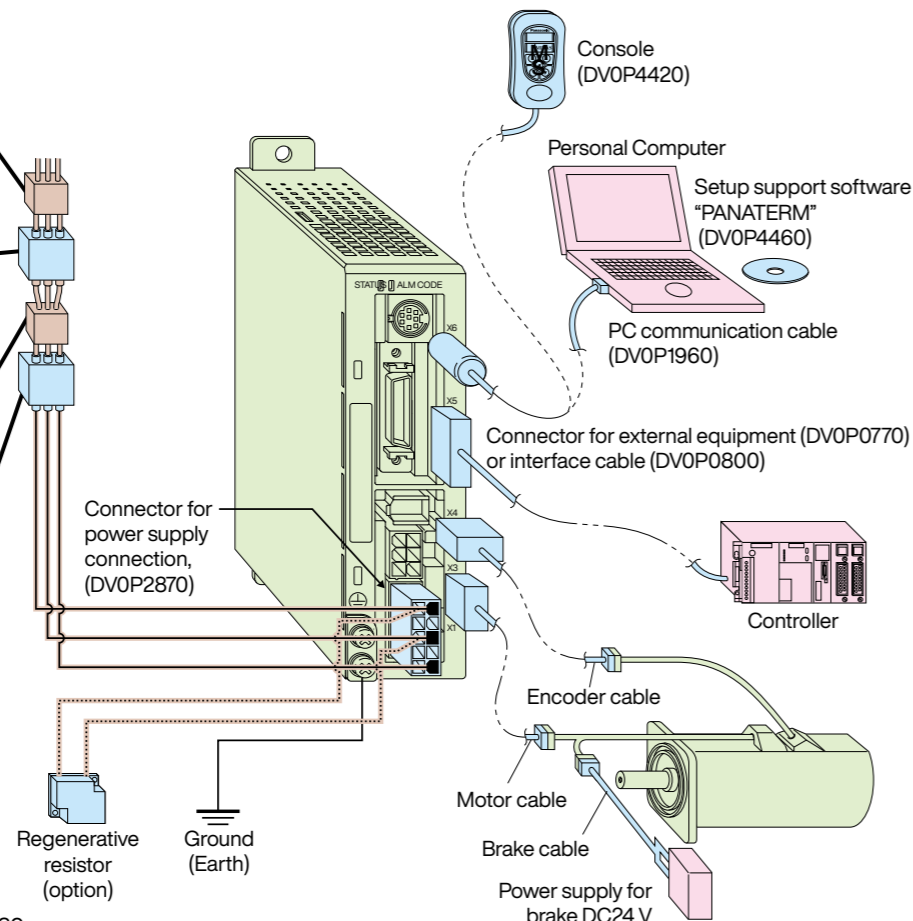 Console
(DV0P4420)
Personal Computer
Setup support software
“PANATERM”
(DV0P4460)
PC communication cable
(DV0P1960)
STATUS ALM CODE
X6
X5
Connector for external equipment (DV0P0770)
or interface cable (DV0P0800)
X4
Connector for
power supply
connection,
(DV0P2870)
X3
X1
Controller
Encoder cable
Motor cable
Brake cable
Power supply for
brake DC24 V
Regenerative
resistor
(option)
Ground
(Earth)